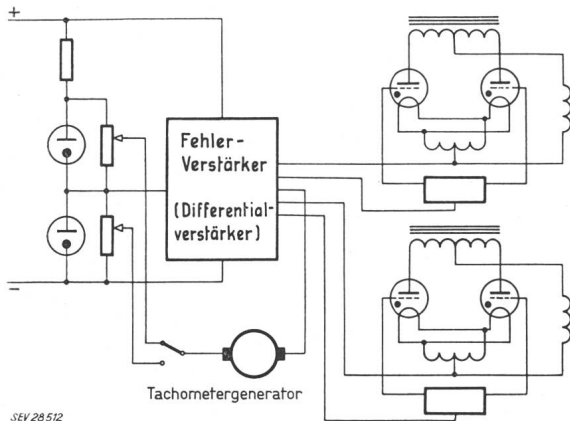 +
Fehler-
Verstärker
(Differential-
verstärker)
–
Tachometergenerator
SEV 28512